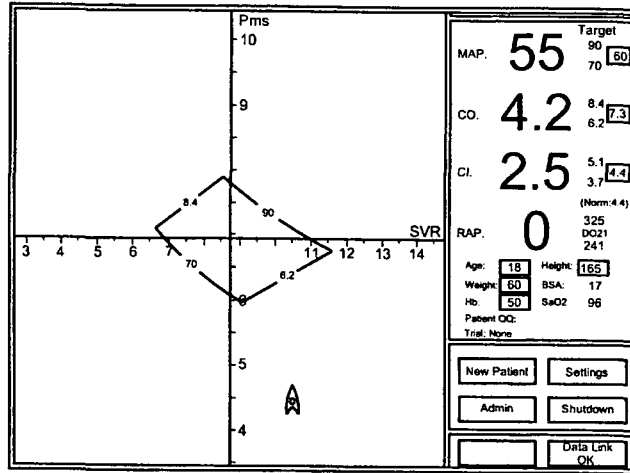 Pms
10
9
8.4
90
SVR
3 4 5 6 7 8 9 10 11 12 13 14
70
6.2
6
5
4
Target
MAP. 55 90 70 60
CO. 4.2 8.4 6.2 7.3
CI. 2.5 5.1 3.7 4.4
(Norm:4.4)
RAP. 0 325 DO21 241
Age: 18 Height: 165
Weight: 60 BSA: 17
Hb: 50 SaO2 96
Patient OQ:
Trial: None
New Patient Settings
Admin Shutdown
Data Link
OK